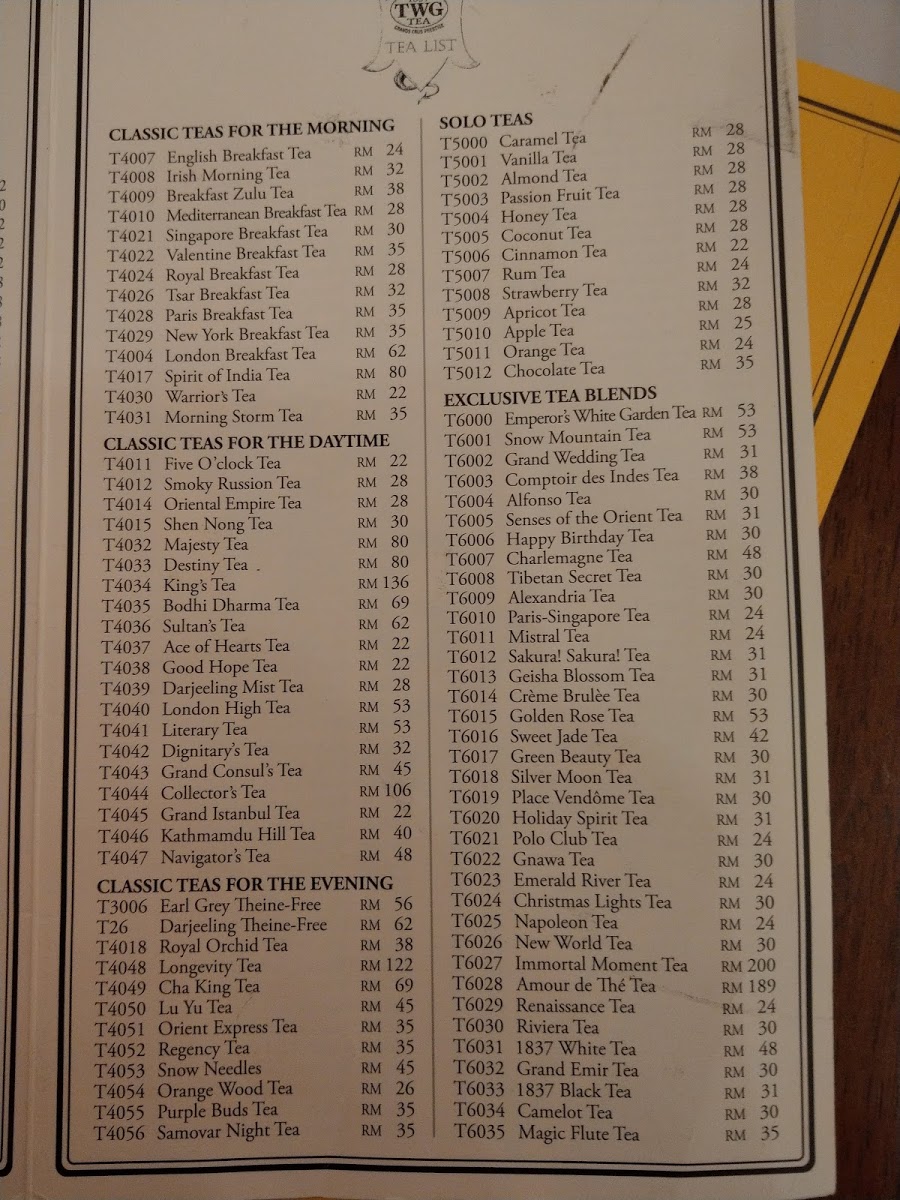 TWG
TEA
TEA LIST
CLASSIC TEAS FOR THE MORNING
T4007 English Breakfast Tea RM 24
T4008 Irish Morning Tea RM 32
T4009 Breakfast Zulu Tea RM 38
T4010 Mediterranean Breakfast Tea RM 28
T4021 Singapore Breakfast Tea RM 30
T4022 Valentine Breakfast Tea RM 35
T4024 Royal Breakfast Tea RM 28
T4026 Tsar Breakfast Tea RM 32
T4028 Paris Breakfast Tea RM 35
T4029 New York Breakfast Tea RM 35
T4004 London Breakfast Tea RM 62
T4017 Spirit of India Tea RM 80
T4030 Warrior's Tea RM 22
T4031 Morning Storm Tea RM 35
CLASSIC TEAS FOR THE DAYTIME
T4011 Five O'clock Tea RM 22
T4012 Smoky Russion Tea RM 28
T4014 Oriental Empire Tea RM 28
T4015 Shen Nong Tea RM 30
T4032 Majesty Tea RM 80
T4033 Destiny Tea RM 80
T4034 King's Tea RM 136
T4035 Bodhi Dharma Tea RM 69
T4036 Sultan's Tea RM 62
T4037 Ace of Hearts Tea RM 22
T4038 Good Hope Tea RM 22
T4039 Darjeeling Mist Tea RM 28
T4040 London High Tea RM 53
T4041 Literary Tea RM 53
T4042 Dignitary's Tea RM 32
T4043 Grand Consul's Tea RM 45
T4044 Collector's Tea RM 106
T4045 Grand Istanbul Tea RM 22
T4046 Kathmamdu Hill Tea RM 40
T4047 Navigator's Tea RM 48
CLASSIC TEAS FOR THE EVENING
T3006 Earl Grey Theine-Free RM 56
T26 Darjeeling Theine-Free RM 62
T4018 Royal Orchid Tea RM 38
T4048 Longevity Tea RM 122
T4049 Cha King Tea RM 69
T4050 Lu Yu Tea RM 45
T4051 Orient Express Tea RM 35
T4052 Regency Tea RM 35
T4053 Snow Needles RM 45
T4054 Orange Wood Tea RM 26
T4055 Purple Buds Tea RM 35
T4056 Samovar Night Tea RM 35
SOLO TEAS
T5000 Caramel Tea RM 28
T5001 Vanilla Tea RM 28
T5002 Almond Tea RM 28
T5003 Passion Fruit Tea RM 28
T5004 Honey Tea RM 28
T5005 Coconut Tea RM 28
T5006 Cinnamon Tea RM 22
T5007 Rum Tea RM 24
T5008 Strawberry Tea RM 32
T5009 Apricot Tea RM 28
T5010 Apple Tea RM 25
T5011 Orange Tea RM 24
T5012 Chocolate Tea RM 35
EXCLUSIVE TEA BLENDS
T6000 Emperor's White Garden Tea RM 53
T6001 Snow Mountain Tea RM 53
T6002 Grand Wedding Tea RM 31
T6003 Comptoir des Indes Tea RM 38
T6004 Alfonso Tea RM 30
T6005 Senses of the Orient Tea RM 31
T6006 Happy Birthday Tea RM 30
T6007 Charlemagne Tea RM 48
T6008 Tibetan Secret Tea RM 30
T6009 Alexandria Tea RM 30
T6010 Paris-Singapore Tea RM 24
T6011 Mistral Tea RM 24
T6012 Sakura! Sakura! Tea RM 31
T6013 Geisha Blossom Tea RM 31
T6014 Crème Brulèe Tea RM 30
T6015 Golden Rose Tea RM 53
T6016 Sweet Jade Tea RM 42
T6017 Green Beauty Tea RM 30
T6018 Silver Moon Tea RM 31
T6019 Place Vendôme Tea RM 30
T6020 Holiday Spirit Tea RM 31
T6021 Polo Club Tea RM 24
T6022 Gnawa Tea RM 30
T6023 Emerald River Tea RM 24
T6024 Christmas Lights Tea RM 30
T6025 Napoleon Tea RM 24
T6026 New World Tea RM 30
T6027 Immortal Moment Tea RM 200
T6028 Amour de Thé Tea RM 189
T6029 Renaissance Tea RM 24
T6030 Riviera Tea RM 30
T6031 1837 White Tea RM 48
T6032 Grand Emir Tea RM 30
T6033 1837 Black Tea RM 31
T6034 Camelot Tea RM 30
T6035 Magic Flute Tea RM 35